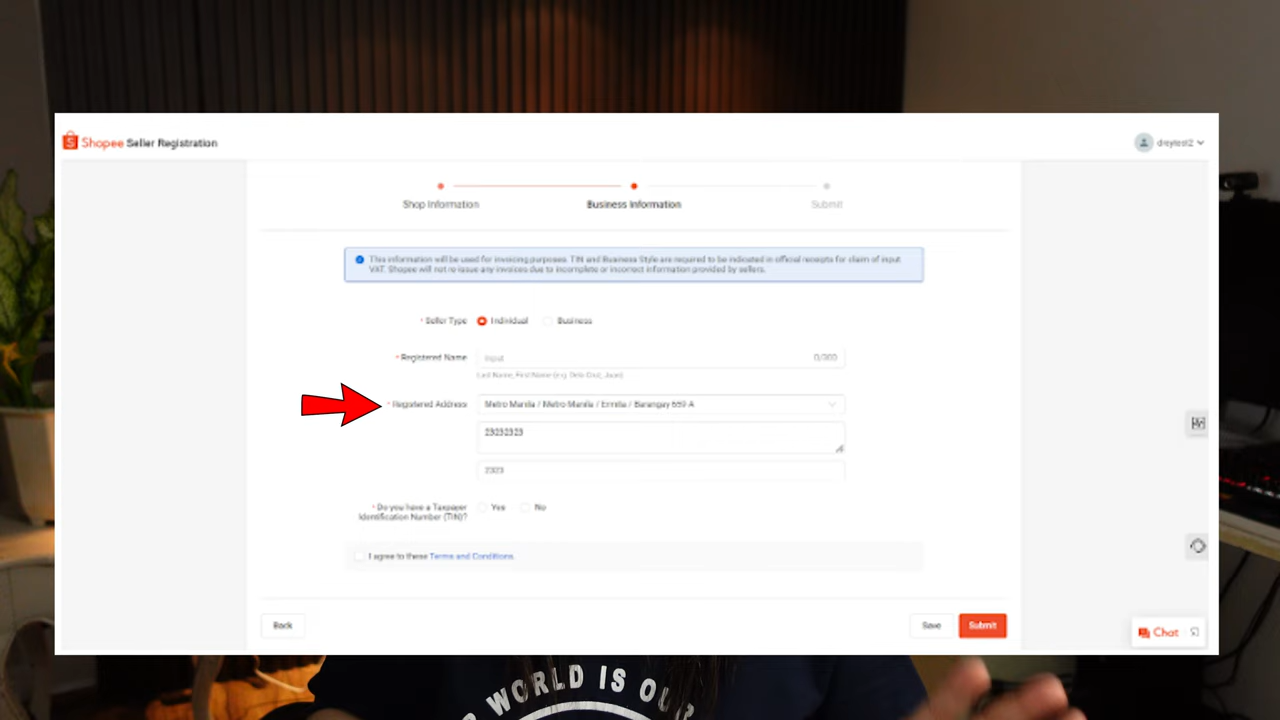 Shopee Seller Registration
dreytest2
Shop Information
Business Information
Submit
This information will be used for invoicing purposes. TIN and Business Style are required to be indicated in official receipts for claim of input
VAT. Shopee will not re-issue any invoices due to incomplete or incorrect information provided by sellers.
* Seller Type
Individual
Business
* Registered Name
Input
Last Name, First Name (e.g. Dela Cruz, Juan)
* Registered Address
Metro Manila / Metro Manila / Ermita / Barangay 659-A
23232323
2323
* Do you have a Taxpayer
Identification Number (TIN)?
Yes
No
I agree to these Terms and Conditions.
Back
Save
Submit
Chat
WORLD IS OUR